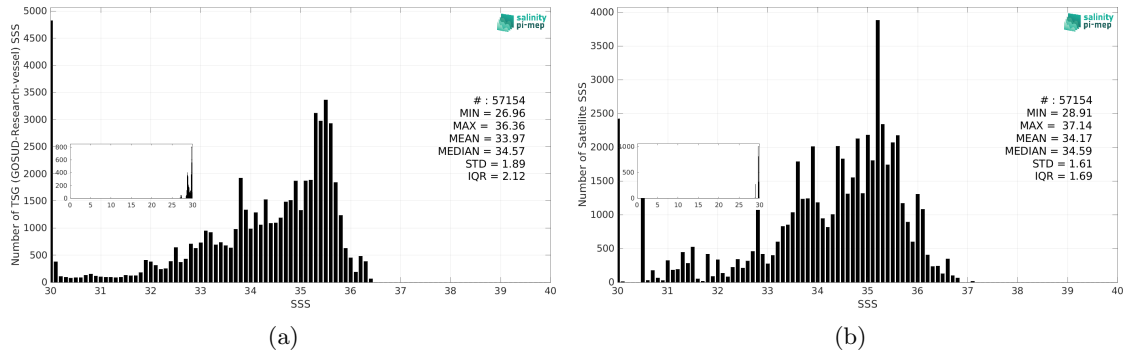 5000
4500
4000
3500
3000
2500
2000
1500
1000
500
0
Number of TSG (GOSUD-Research-vessel) SSS
salinity
pi-mep
# : 57154
MIN = 26.96
MAX = 36.36
MEAN = 33.97
MEDIAN = 34.57
STD = 1.89
IQR = 2.12
800
600
400
200
0
0 5 10 15 20 25 30
30 31 32 33 34 35 36 37 38 39 40
SSS
(a)
4000
3500
3000
2500
2000
1500
1000
500
0
Number of Satellite SSS
salinity
pi-mep
# : 57154
MIN = 28.91
MAX = 37.14
MEAN = 34.17
MEDIAN = 34.59
STD = 1.61
IQR = 1.69
1000
500
0
0 5 10 15 20 25 30
30 31 32 33 34 35 36 37 38 39 40
SSS
(b)